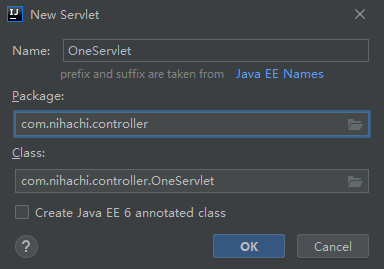 New Servlet
Name: OneServlet
prefix and suffix are taken from Java EE Names
Package:
com.nihachi.controller
Class:
com.nihachi.controller.OneServlet
Create Java EE 6 annotated class
? OK Cancel